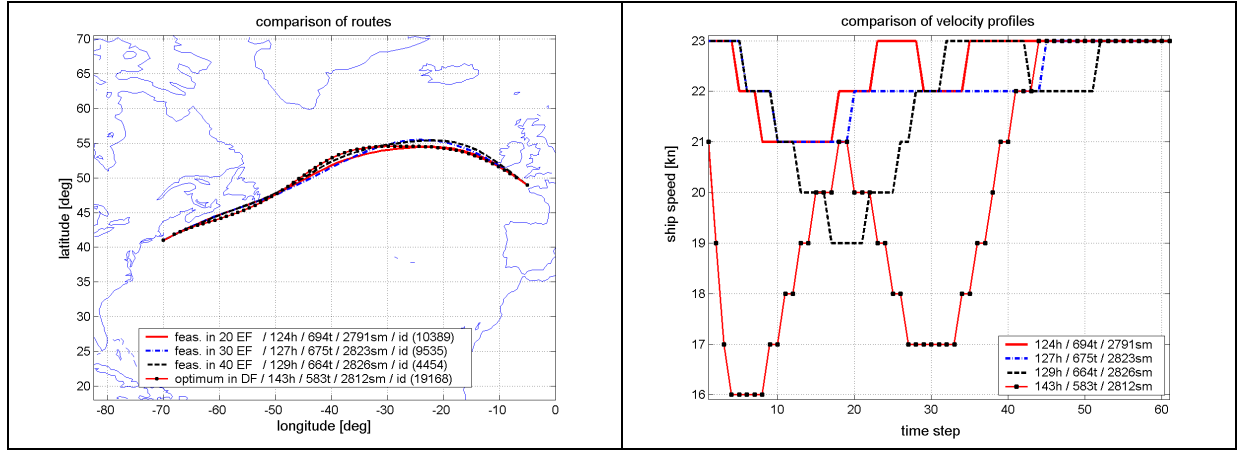 comparison of routes
70
65
60
55
50
45
40
35
30
25
20
latitude [deg]
feas. in 20 EF / 124h / 694t / 2791sm / id (10389)
feas. in 30 EF / 127h / 675t / 2823sm / id (9535)
feas. in 40 EF / 129h / 664t / 2826sm / id (4454)
optimum in DF / 143h / 583t / 2812sm / id (19168)
-80 -70 -60 -50 -40 -30 -20 -10 0
longitude [deg]
comparison of velocity profiles
23
22
21
20
19
18
17
16
ship speed [kn]
124h / 694t / 2791sm
127h / 675t / 2823sm
129h / 664t / 2826sm
143h / 583t / 2812sm
10 20 30 40 50 60
time step